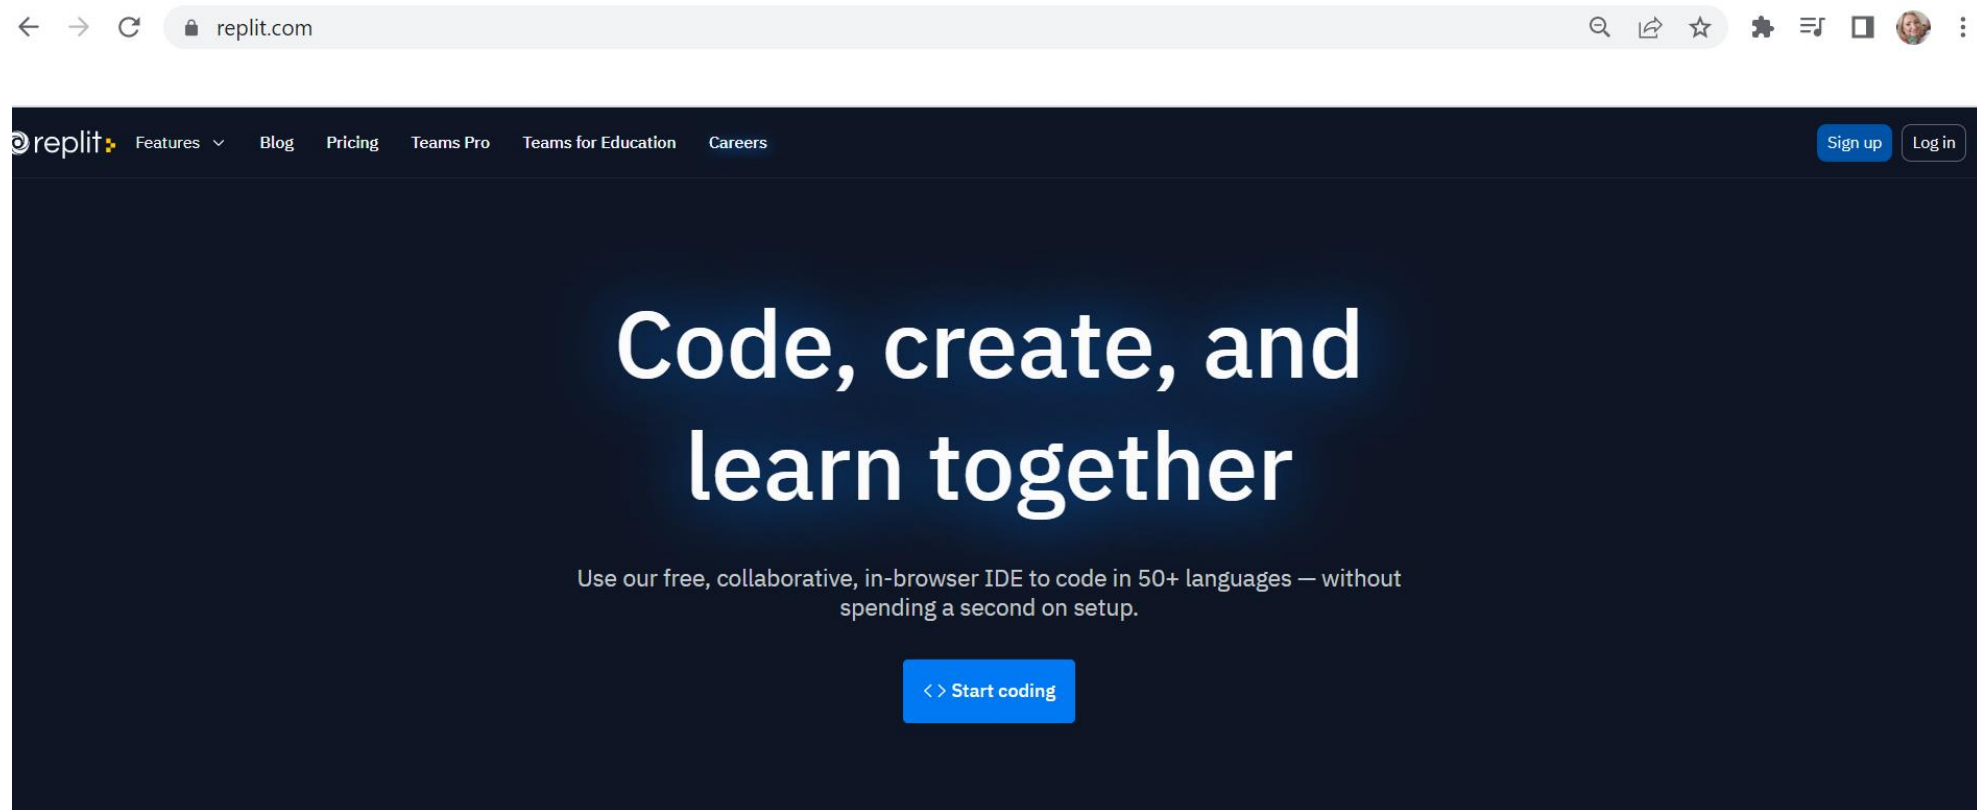 replit.com
replit Features Blog Pricing Teams Pro Teams for Education Careers Sign up Log in
Code, create, and
learn together
Use our free, collaborative, in-browser IDE to code in 50+ languages — without
spending a second on setup.
<> Start coding